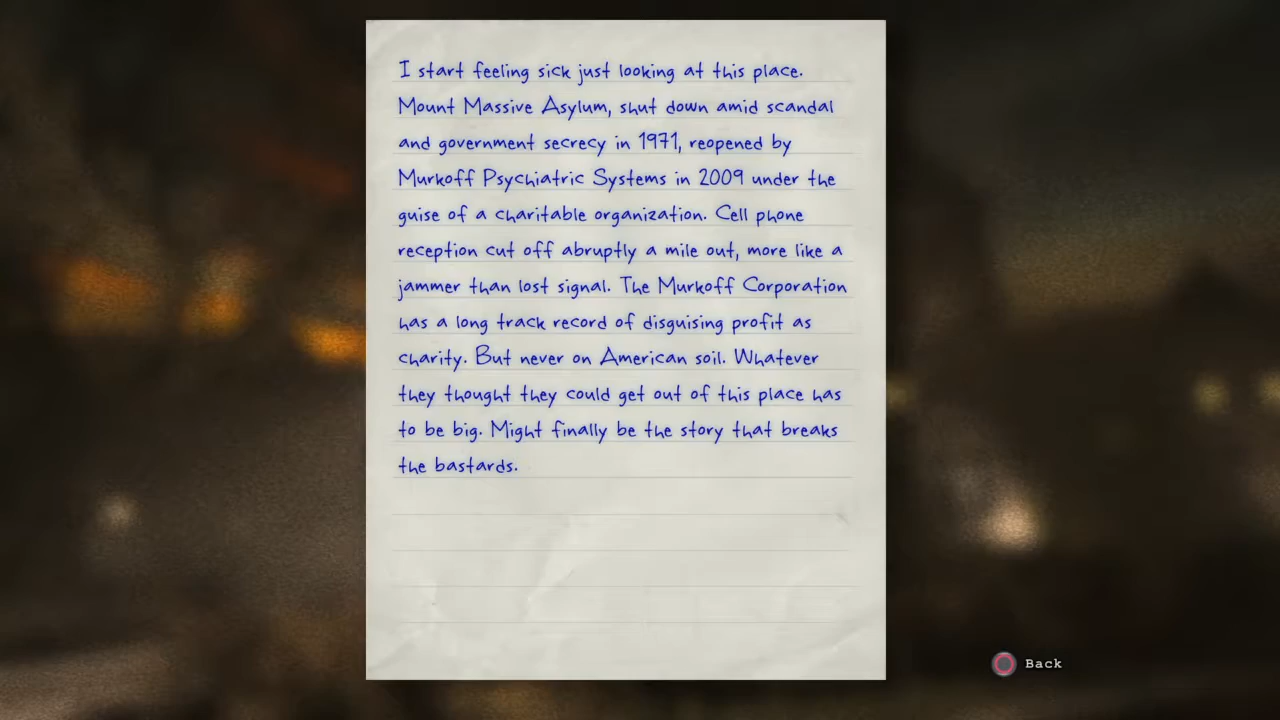 I start feeling sick just looking at this place.
Mount Massive Asylum, shut down amid scandal
and government secrecy in 1971, reopened by
Murkoff Psychiatric Systems in 2009 under the
guise of a charitable organization. Cell phone
reception cut off abruptly a mile out, more like a
jammer than lost signal. The Murkoff Corporation
has a long track record of disguising profit as
charity. But never on American soil. Whatever
they thought they could get out of this place has
to be big. Might finally be the story that breaks
the bastards.
Back